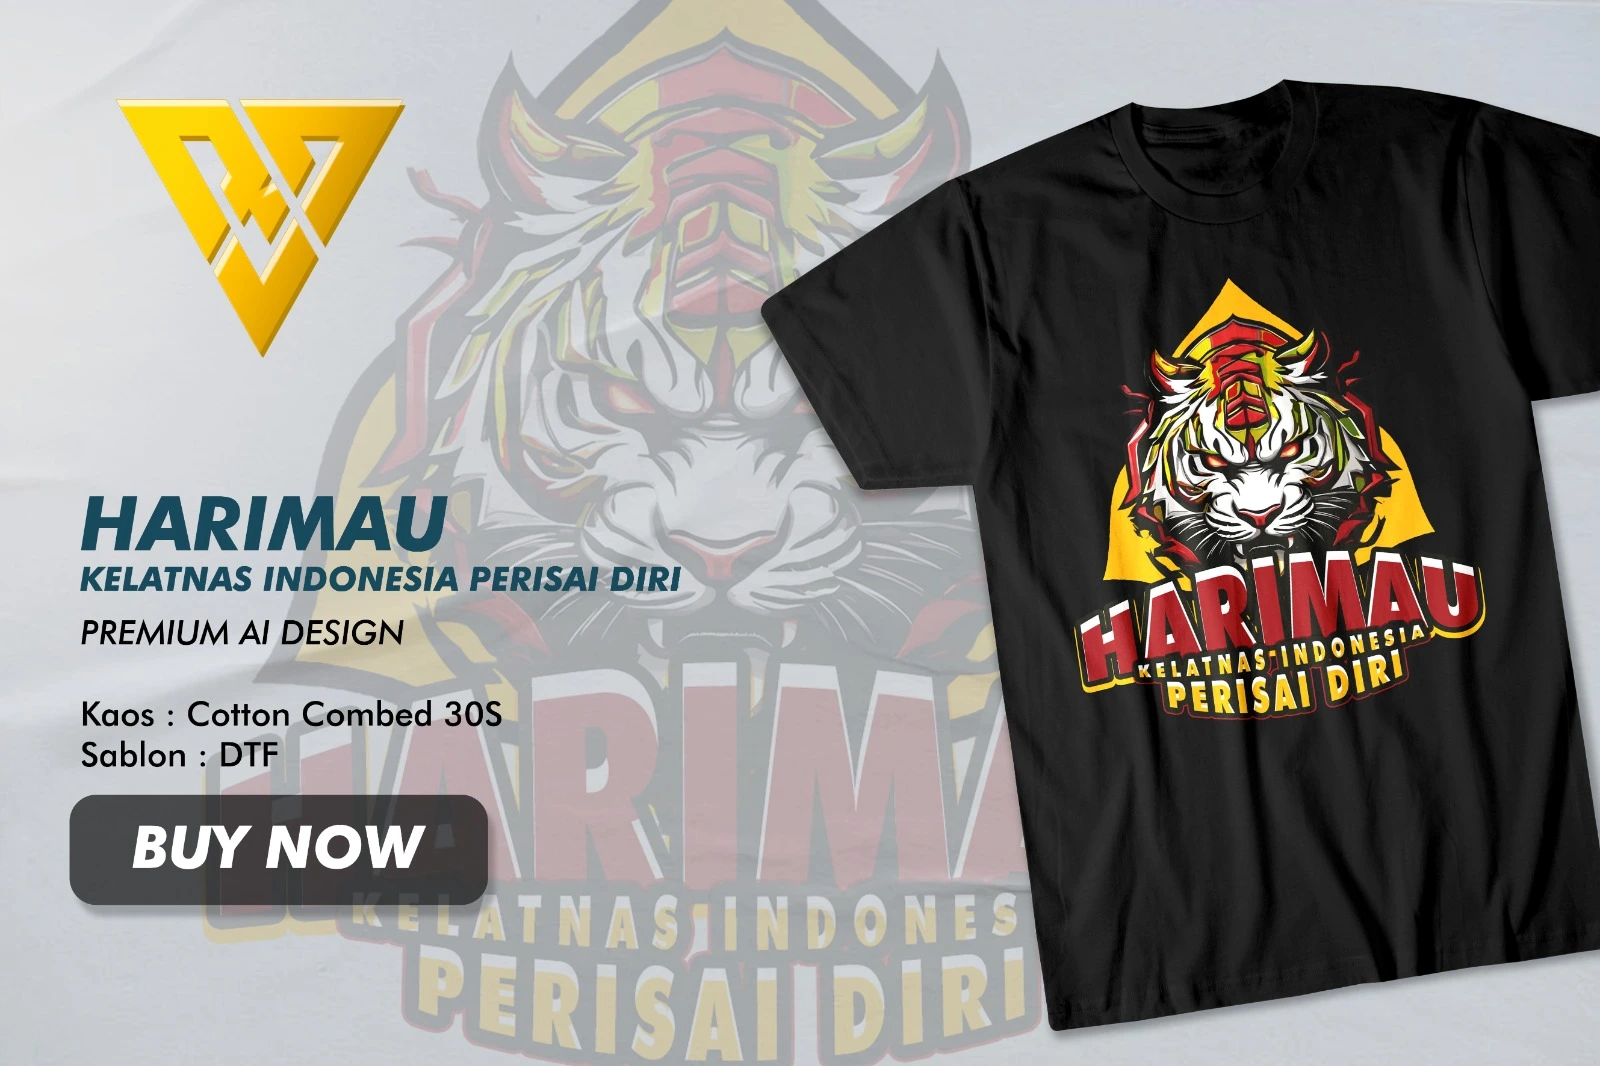 HARIMAU
KELATNAS INDONESIA PERISAI DIRI
PREMIUM AI DESIGN
Kaos : Cotton Combed 30S
Sablon : DTF
BUY NOW
HARIMAU
KELATNAS INDONESIA
PERISAI DIRI
HARIMA
KELATNAS INDONES
PERISAI DIRI